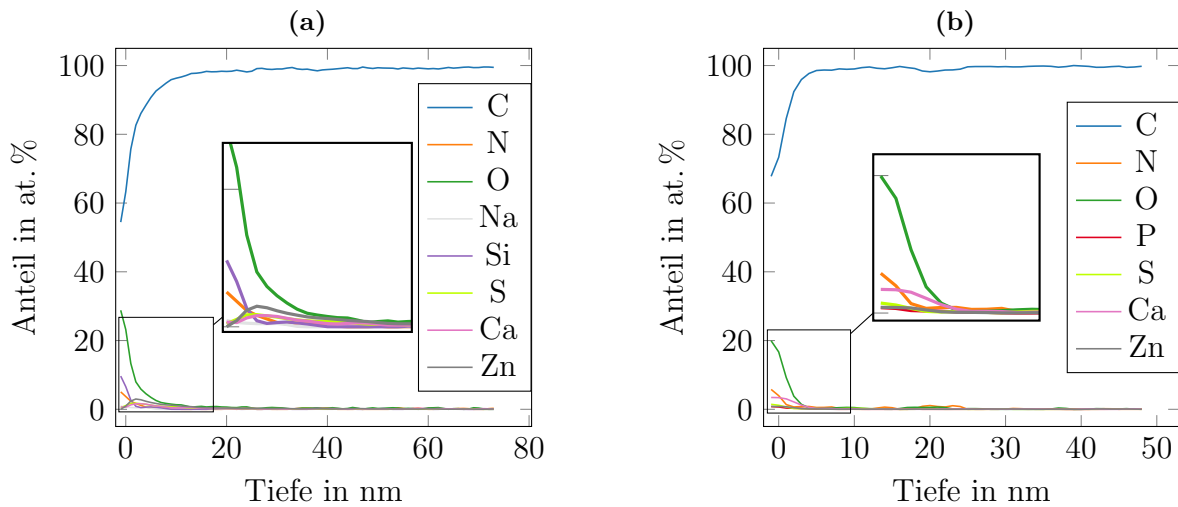 (a)
Anteil in at. %
100
80
60
40
20
0
0
20
40
60
80
Tiefe in nm
C
N
O
Na
Si
S
Ca
Zn
(b)
Anteil in at. %
100
80
60
40
20
0
0
10
20
30
40
50
Tiefe in nm
C
N
O
P
S
Ca
Zn